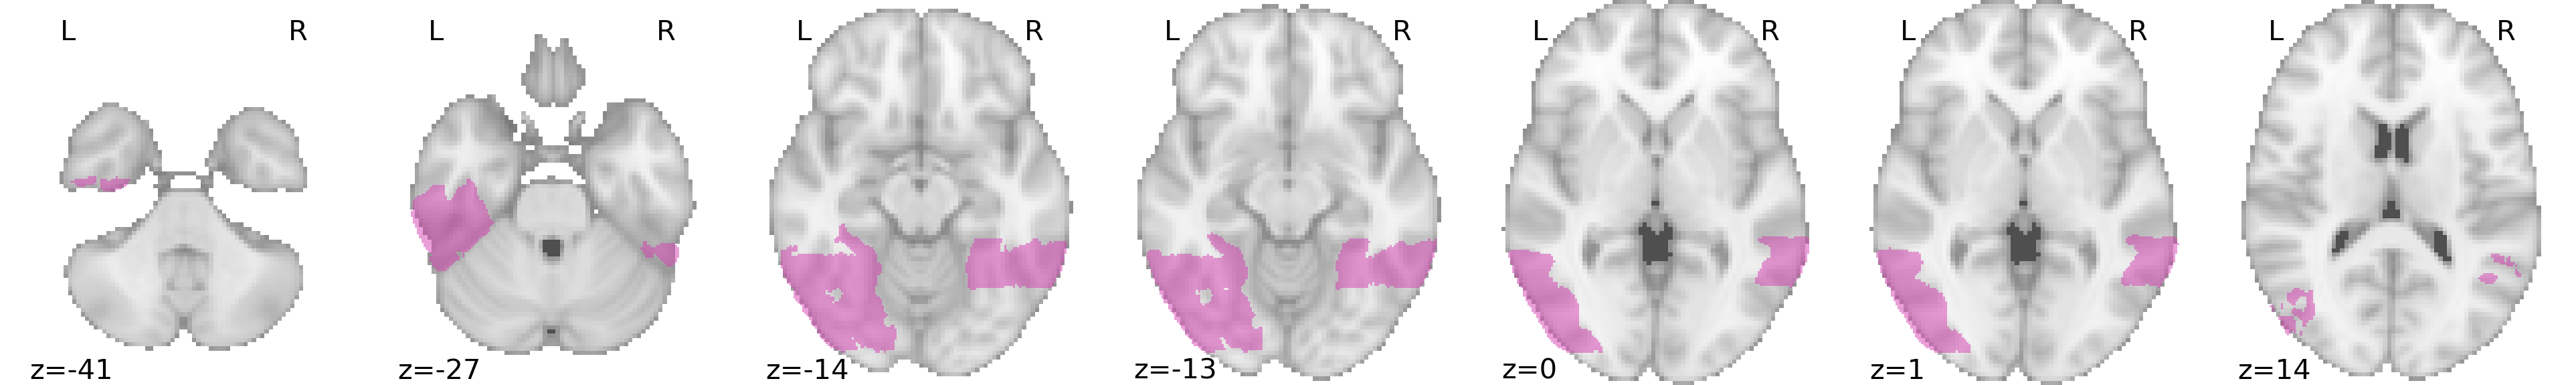 L R L R L R L R L R L R L R
z=-41 z=-27 z=-14 z=-13 z=0 z=1 z=14